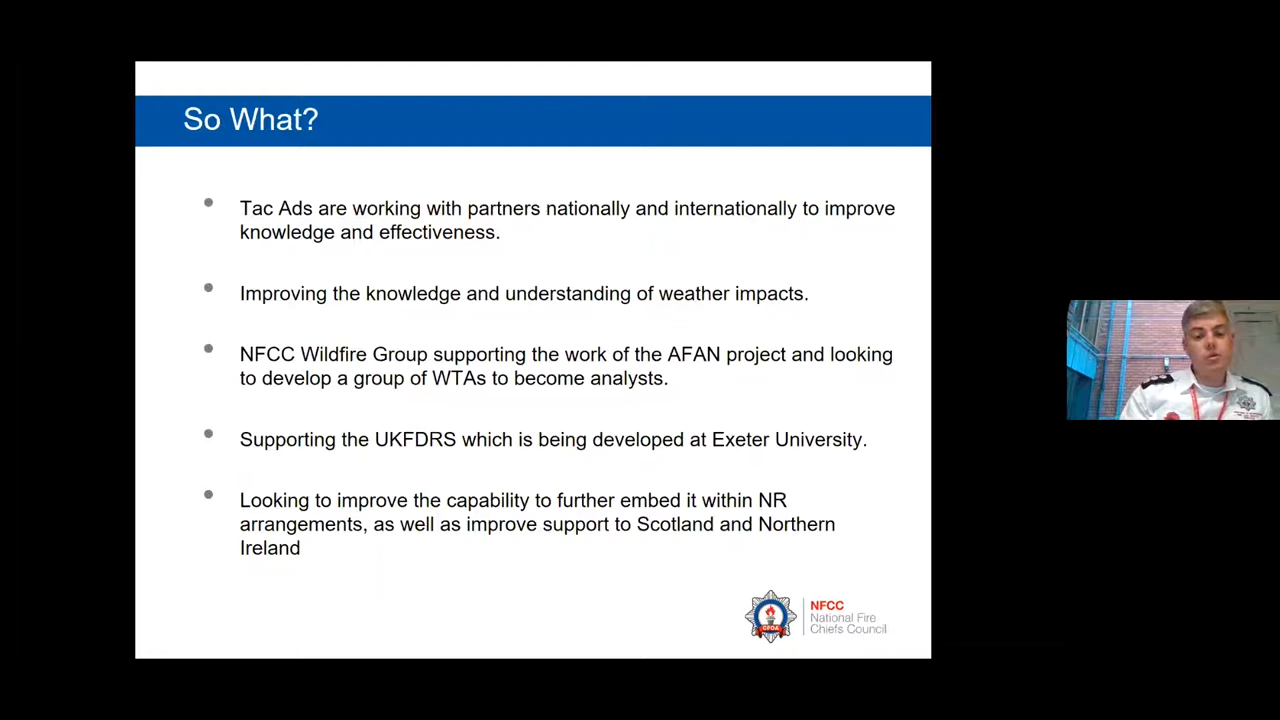 So What?
Tac Ads are working with partners nationally and internationally to improve
knowledge and effectiveness.
Improving the knowledge and understanding of weather impacts.
NFCC Wildfire Group supporting the work of the AFAN project and looking
to develop a group of WTAs to become analysts.
Supporting the UKFDRS which is being developed at Exeter University.
Looking to improve the capability to further embed it within NR
arrangements, as well as improve support to Scotland and Northern
Ireland
CFOA
NFCC
National Fire
Chiefs Council